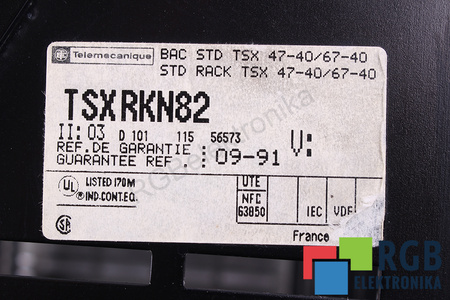 Telemecanique
BAC STD TSX 47-40/67-40
STD RACK TSX 47-40/67-40
TSXRKN82
II: 03 D 101 115 56573
V:
REF. DE GARANTIE :
GUARANTEE REF. : 09-91
UL LISTED 170M
IND.CONT.EQ.
UTE
NFC
63850
IEC VDE
France
RGBelektronika
RGB
ELEKTRONIKA